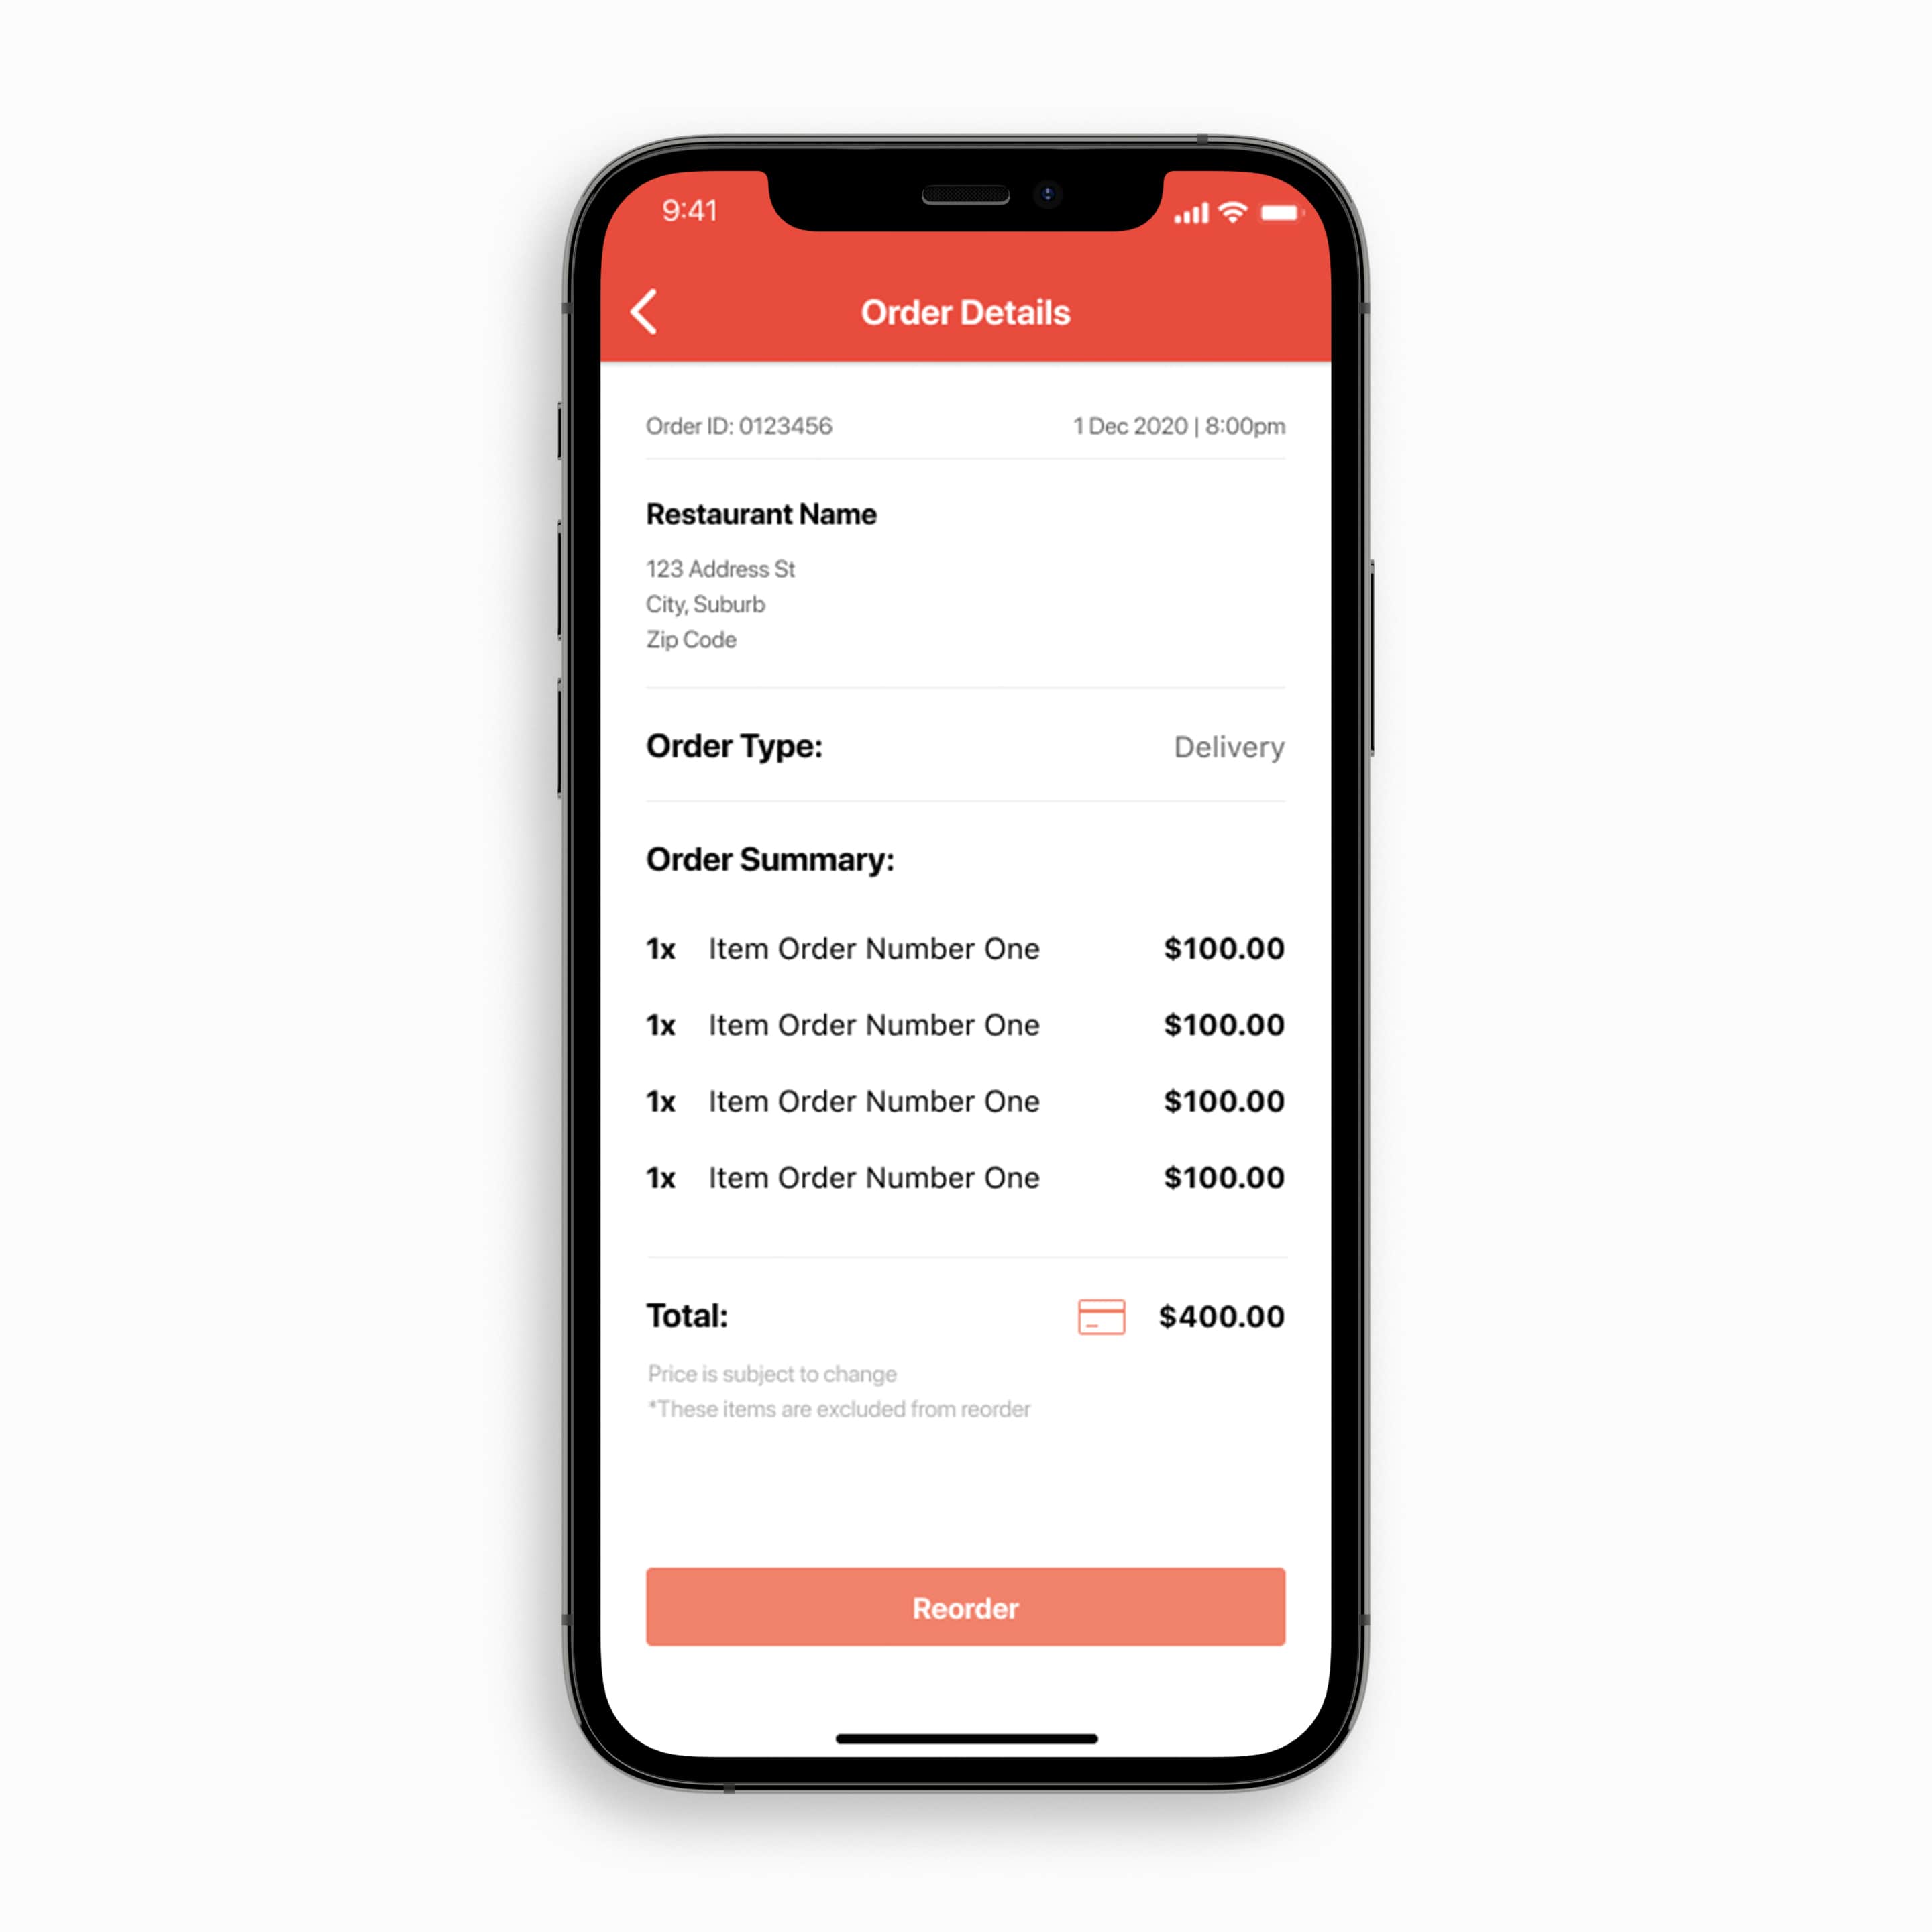 9:41
Order Details
Order ID: 0123456 1 Dec 2020 | 8:00pm
Restaurant Name
123 Address St
City, Suburb
Zip Code
Order Type: Delivery
Order Summary:
1x Item Order Number One $100.00
1x Item Order Number One $100.00
1x Item Order Number One $100.00
1x Item Order Number One $100.00
Total: $400.00
Price is subject to change
*These items are excluded from reorder
Reorder